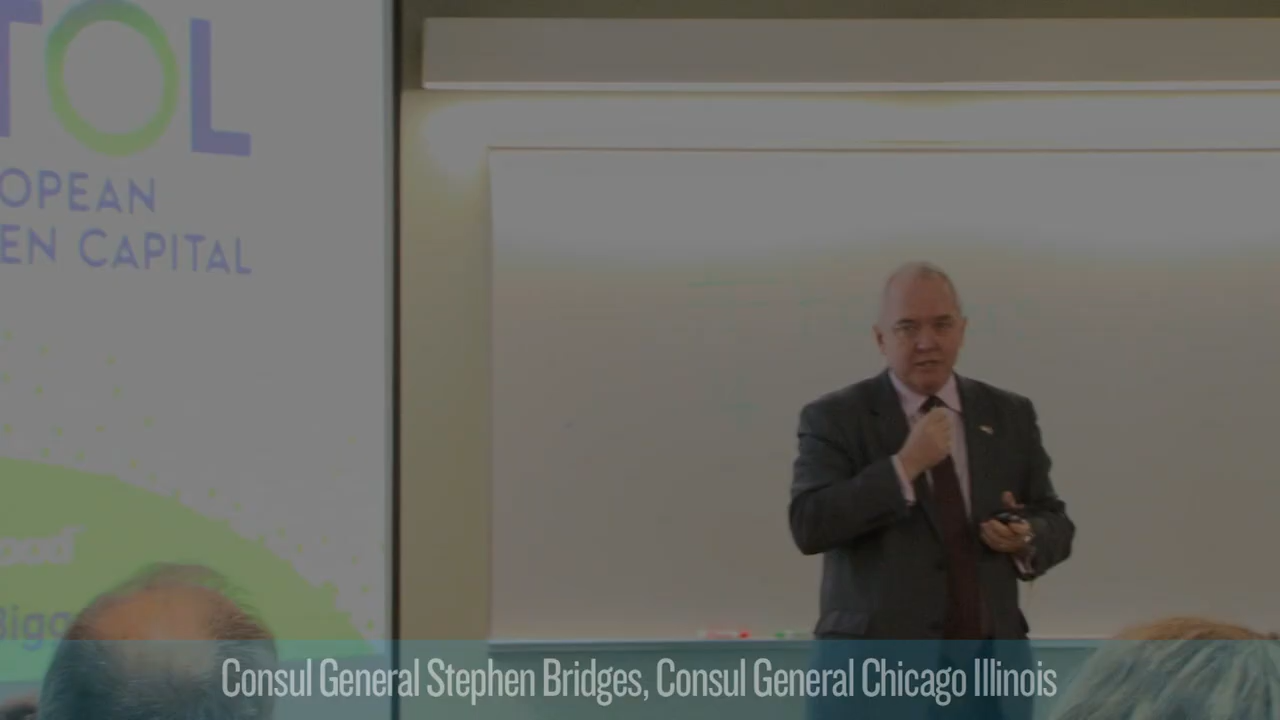 TOL
OPEAN
EN CAPITAL
Consul General Stephen Bridges, Consul General Chicago Illinois